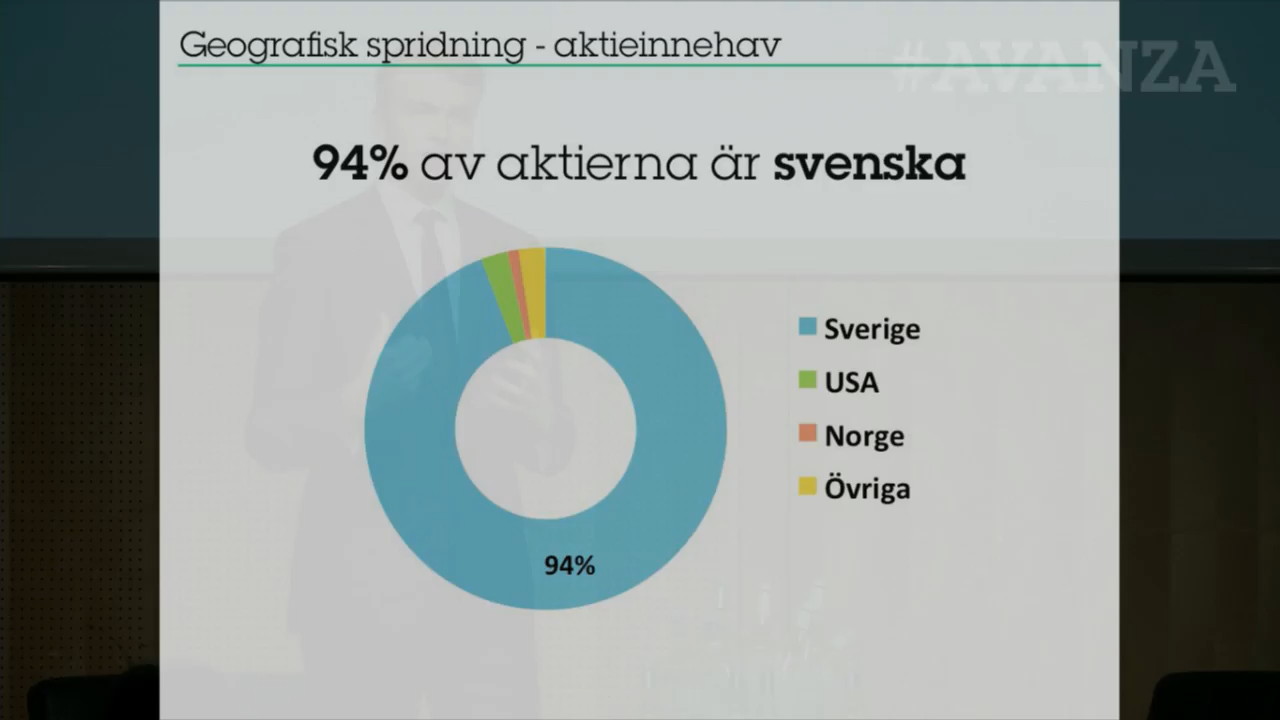 Geografisk spridning - aktieinnehav
#AVANZA
94% av aktierna är svenska
Sverige
USA
Norge
Övriga
94%